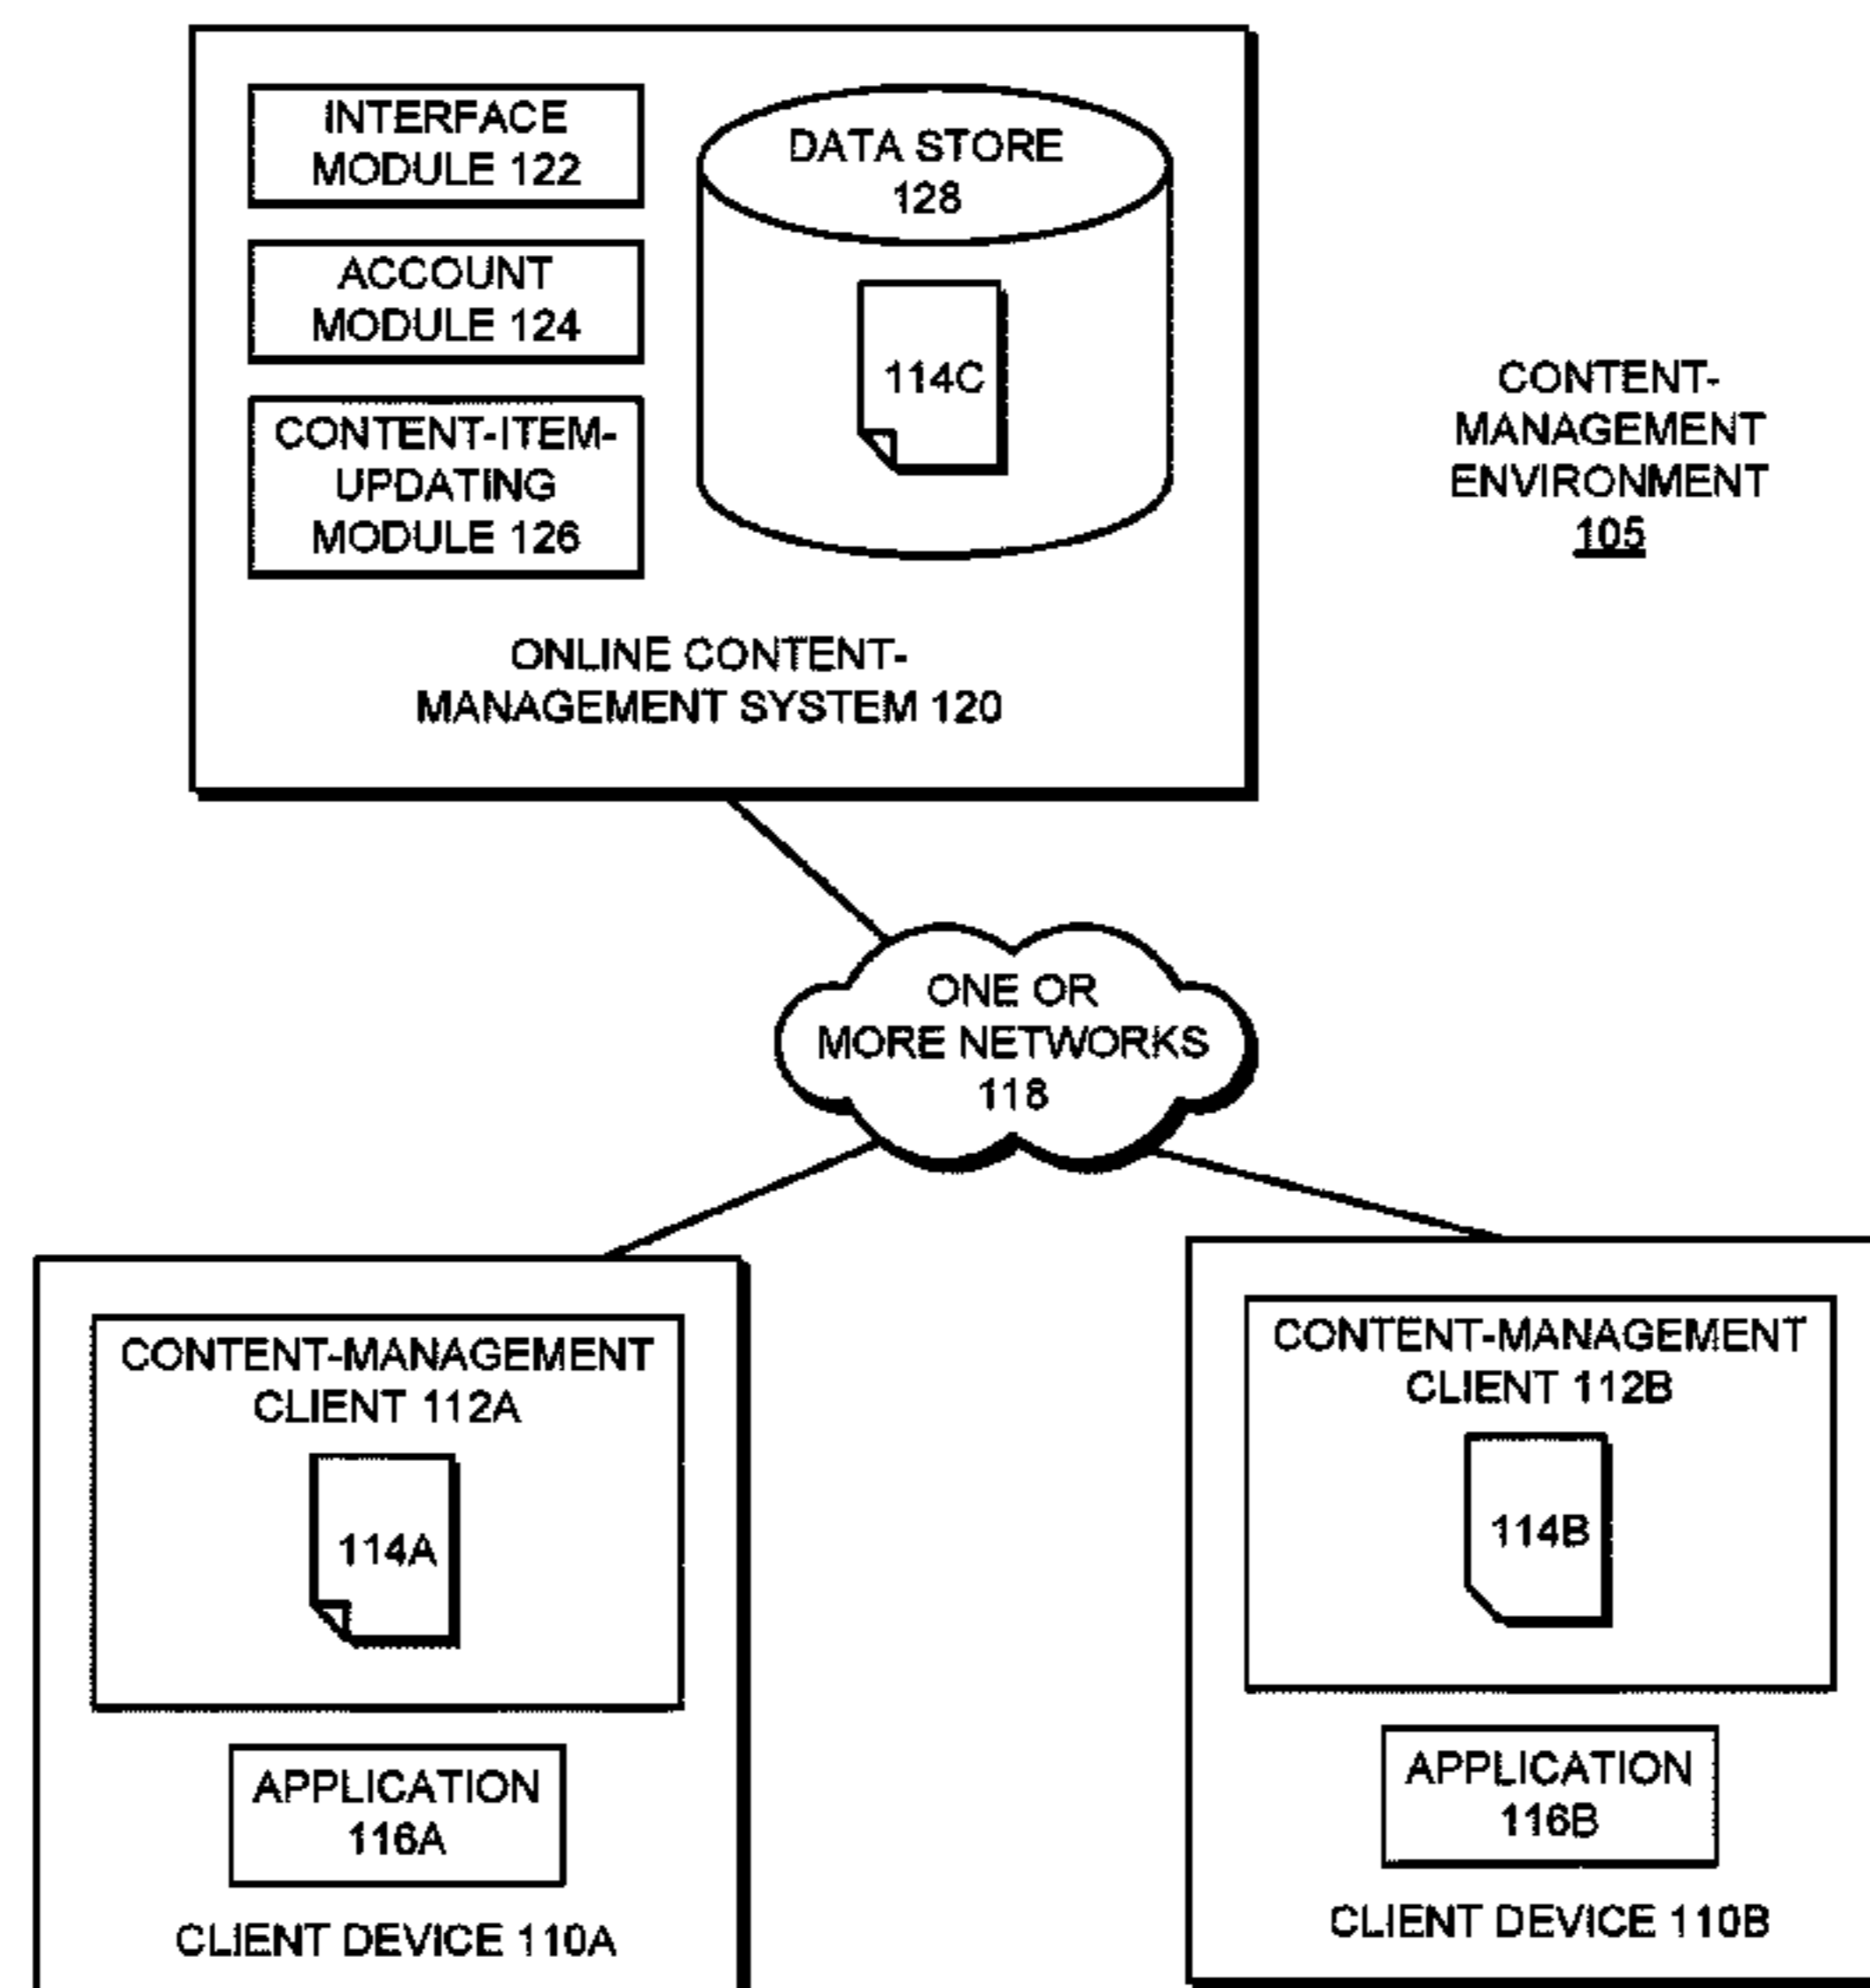 INTERFACE
MODULE 122
ACCOUNT
MODULE 124
CONTENT-ITEM-
UPDATING
MODULE 126
DATA STORE
128
114C
ONLINE CONTENT-
MANAGEMENT SYSTEM 120
CONTENT-
MANAGEMENT
ENVIRONMENT
105
ONE OR
MORE NETWORKS
118
CONTENT-MANAGEMENT
CLIENT 112A
114A
APPLICATION
116A
CLIENT DEVICE 110A
CONTENT-MANAGEMENT
CLIENT 112B
114B
APPLICATION
116B
CLIENT DEVICE 110B